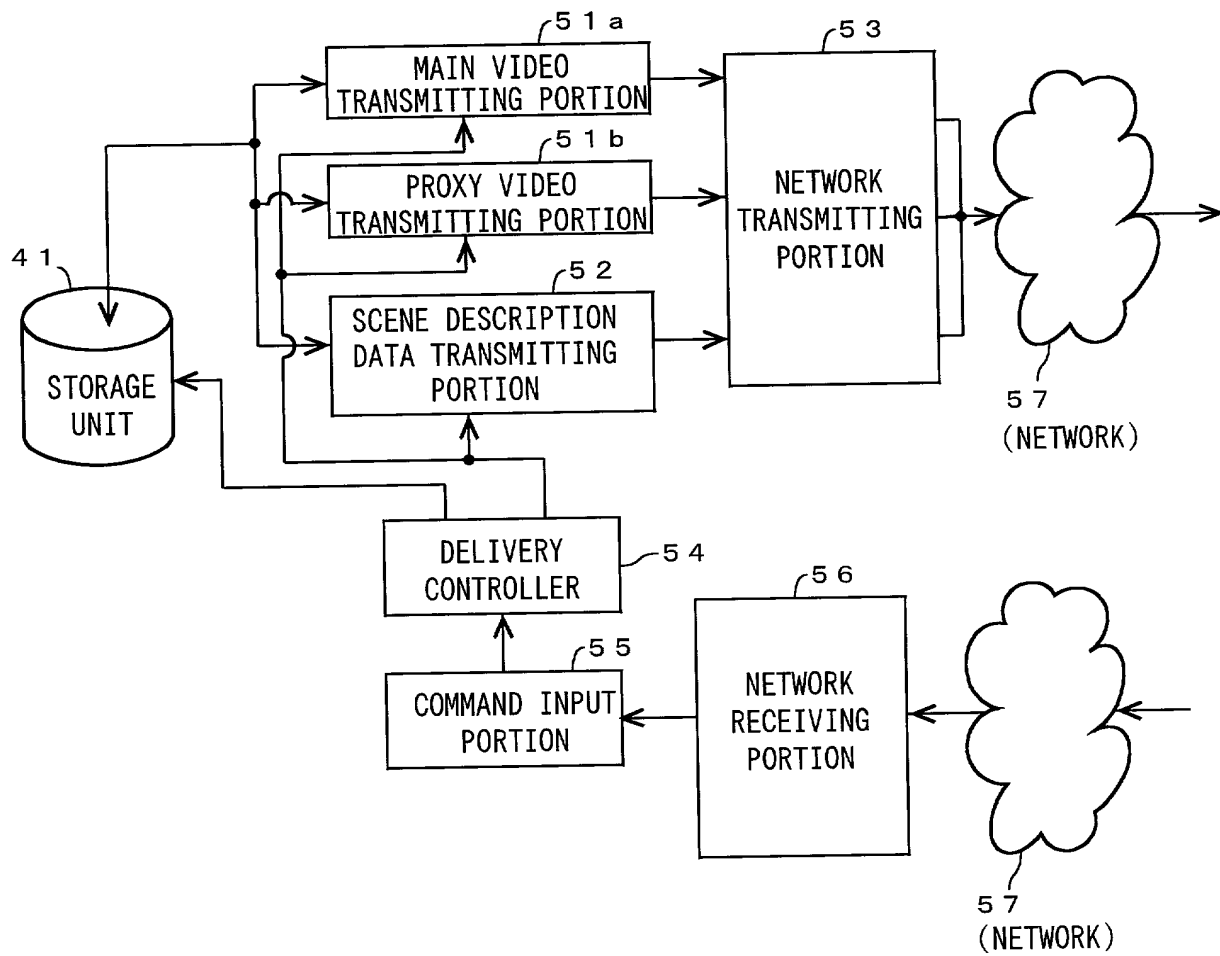 51a
MAIN VIDEO
TRANSMITTING PORTION
53
51b
PROXY VIDEO
TRANSMITTING PORTION
NETWORK
TRANSMITTING
PORTION
41
52
SCENE DESCRIPTION
DATA TRANSMITTING
PORTION
STORAGE
UNIT
57
(NETWORK)
DELIVERY
CONTROLLER
54
56
55
COMMAND INPUT
PORTION
NETWORK
RECEIVING
PORTION
57
(NETWORK)